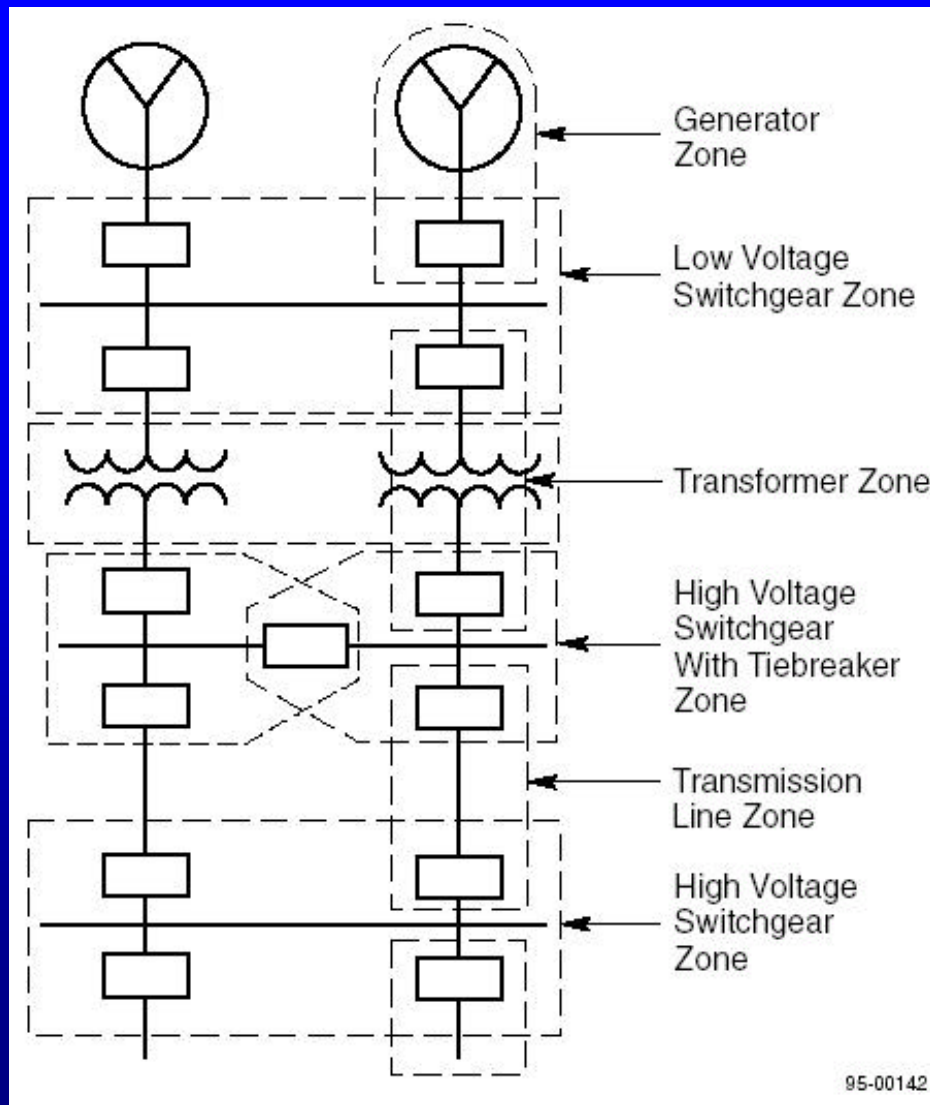 Generator
Zone
Low Voltage
Switchgear Zone
Transformer Zone
High Voltage
Switchgear
With Tiebreaker
Zone
Transmission
Line Zone
High Voltage
Switchgear
Zone
95-00142